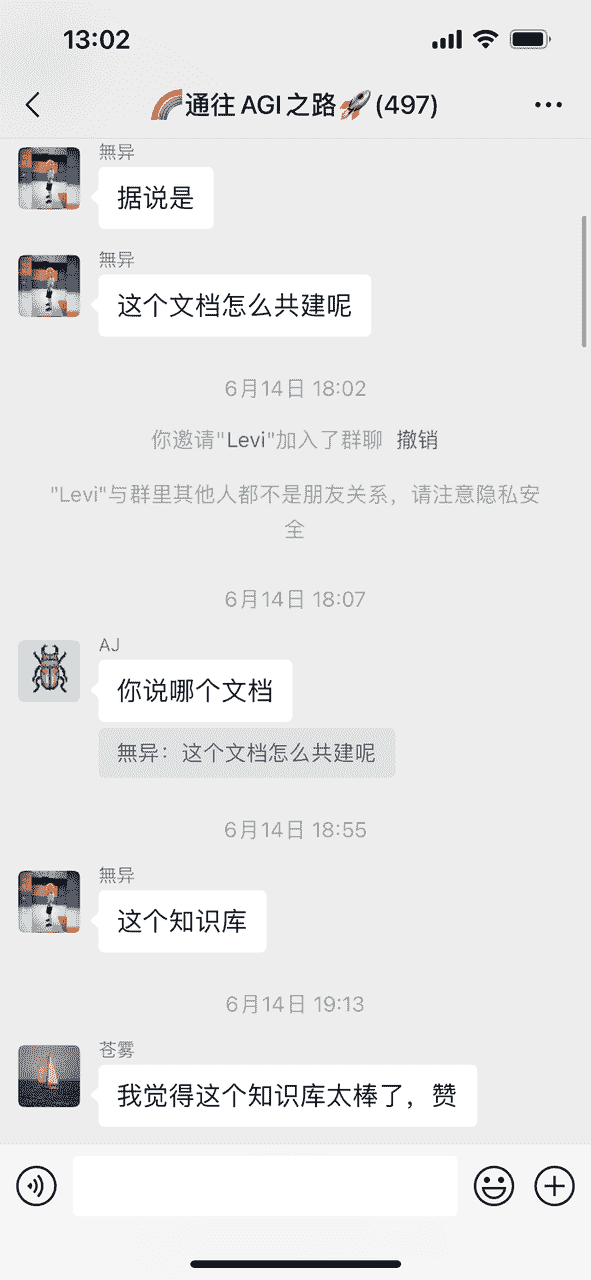 13:02
🌈通往AGI之路🚀(497)
無异
据说是
無异
这个文档怎么共建呢
6月14日 18:02
你邀请"Levi"加入了群聊 撤销
"Levi"与群里其他人都不是朋友关系，请注意隐私安
全
6月14日 18:07
AJ
你说哪个文档
無异：这个文档怎么共建呢
6月14日 18:55
無异
这个知识库
6月14日 19:13
苍雾
我觉得这个知识库太棒了，赞